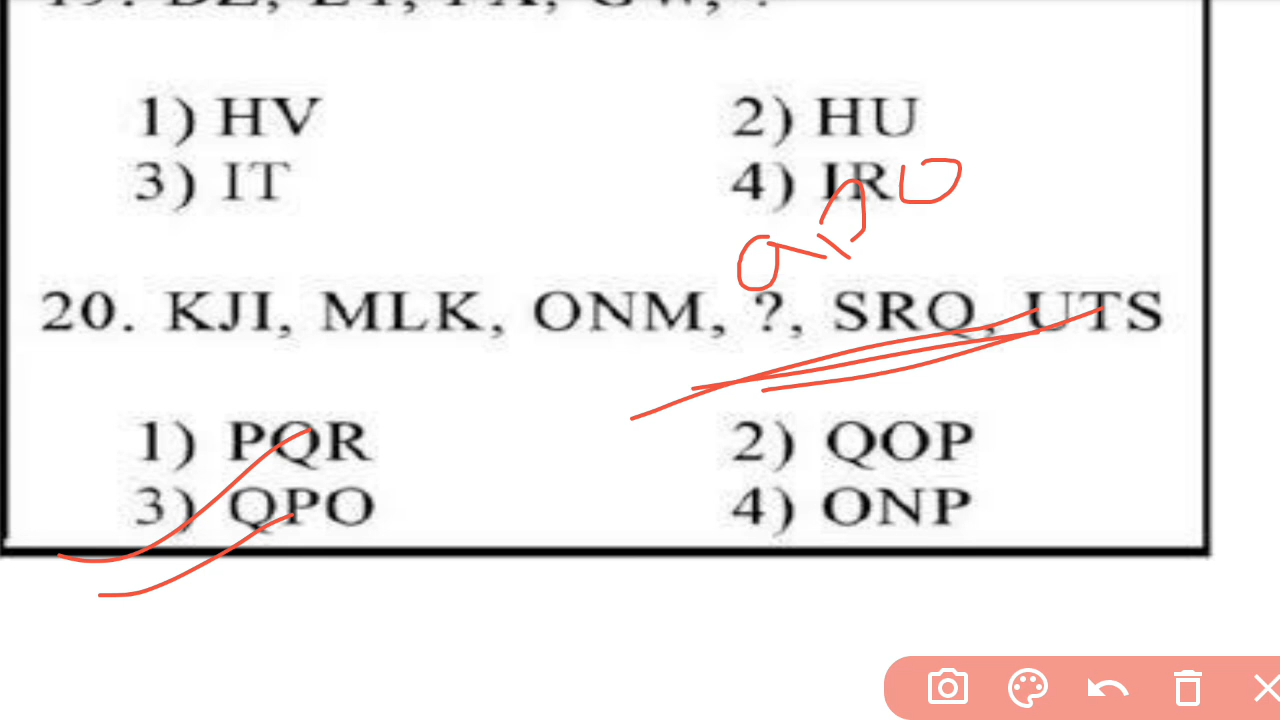 1) HV 2) HU
3) IT 4) IR
20. KJI, MLK, ONM, ?, SRQ, UTS
1) PQR 2) QOP
3) QPO 4) ONP